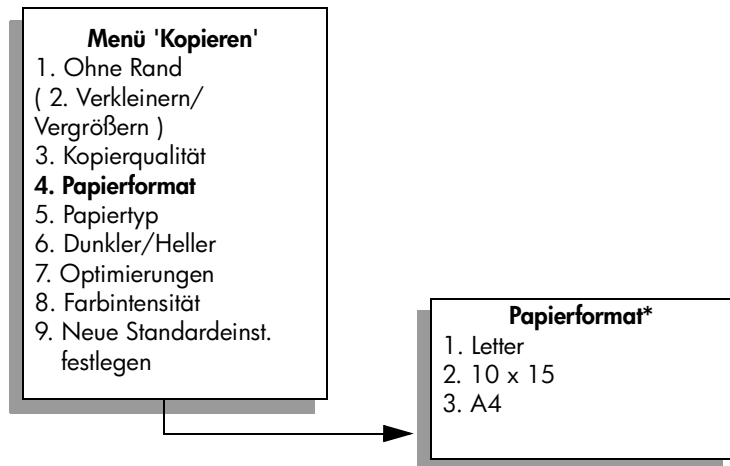 Menü 'Kopieren'
1. Ohne Rand
( 2. Verkleinern/
Vergrößern )
3. Kopierqualität
4. Papierformat
5. Papiertyp
6. Dunkler/Heller
7. Optimierungen
8. Farbintensität
9. Neue Standardeinst.
festlegen
Papierformat*
1. Letter
2. 10 x 15
3. A4